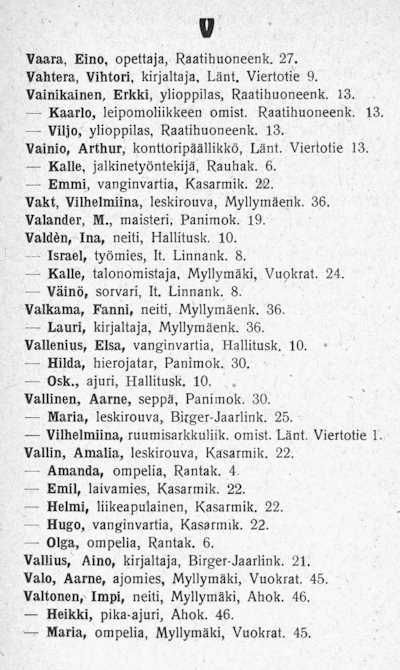 V
Vaara, Eino, opettaja, Raatihuoneenk. 27.
Vahtera, Vihtori, kirjaltaja, Länt. Viertotie 9.
Vainikainen, Erkki, ylioppilas, Raatihuoneenk. 13.
— Kaarlo, leipomoliikkeen omist. Raatihuoneenk. 13.
— Viljo, ylioppilas, Raatihuoneenk. 13.
Vainio, Arthur, konttoripäällikkö, Länt. Viertotie 13.
— Kalle, jalkinetyöntekijä, Rauhak. 6.
— Emmi, vanginvartia, Kasarmik. 22.
Vakt, Vilhelmiina, leskirouva, Myllymäenk. 36.
Valander, M., maisteri, Panimok. 19.
Valdèn, Ina, neiti, Hallitusk. 10.
— Israel, työmies, It. Linnank. 8.
— Kalle, talonomistaja, Myllymäki, Vuokrat. 24.
— Väinö, sorvari, It. Linnank. 8.
Valkama, Fanni, neiti, Myllymäenk. 36.
— Lauri, kirjaltaja, Myllymäenk. 36.
Vallenius, Elsa, vanginvartia, Hallitusk. 10.
— Hilda, hierojatar, Panimok. 30.
— Osk., ajuri, Hallitusk. 10.
Vallinen, Aarne, seppä, Panimok. 30.
— Maria, leskirouva, Birger-Jaarlink. 25.
— Vilhelmiina, ruumisarkkuliik. omist. Länt. Viertotie 1.
Vallin, Amalia, leskirouva, Kasarmik. 22.
— Amanda, ompelia, Rantak. 4.
— Emil, laivamies, Kasarmik. 22.
— Helmi, liikeapulainen, Kasarmik. 22.
— Hugo, vanginvartia, Kasarmik. 22.
— Olga, ompelia, Rantak. 6.
Vallius, Aino, kirjaltaja, Birger-Jaarlink. 21.
Valo, Aarne, ajomies, Myllymäki, Vuokrat. 45.
Valtonen, Impi, neiti, Myllymäki, Ahok. 46.
— Heikki, pika-ajuri, Ahok. 46.
— Maria, ompelia, Myllymäki, Vuokrat. 45.